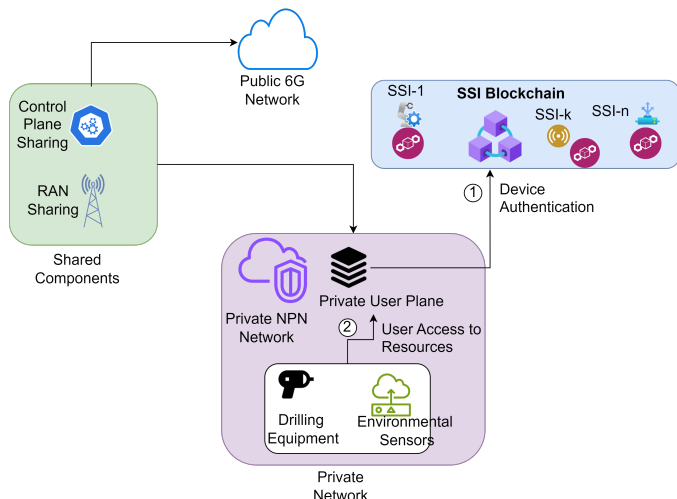 Public 6G
Network
Control
Plane
Sharing
RAN
Sharing
Shared
Components
SSI-1
SSI Blockchain
SSI-k
SSI-n
1
Device
Authentication
Private User Plane
Private NPN
Network
2
User Access to
Resources
Drilling
Equipment
Environmental
Sensors
Private
Network